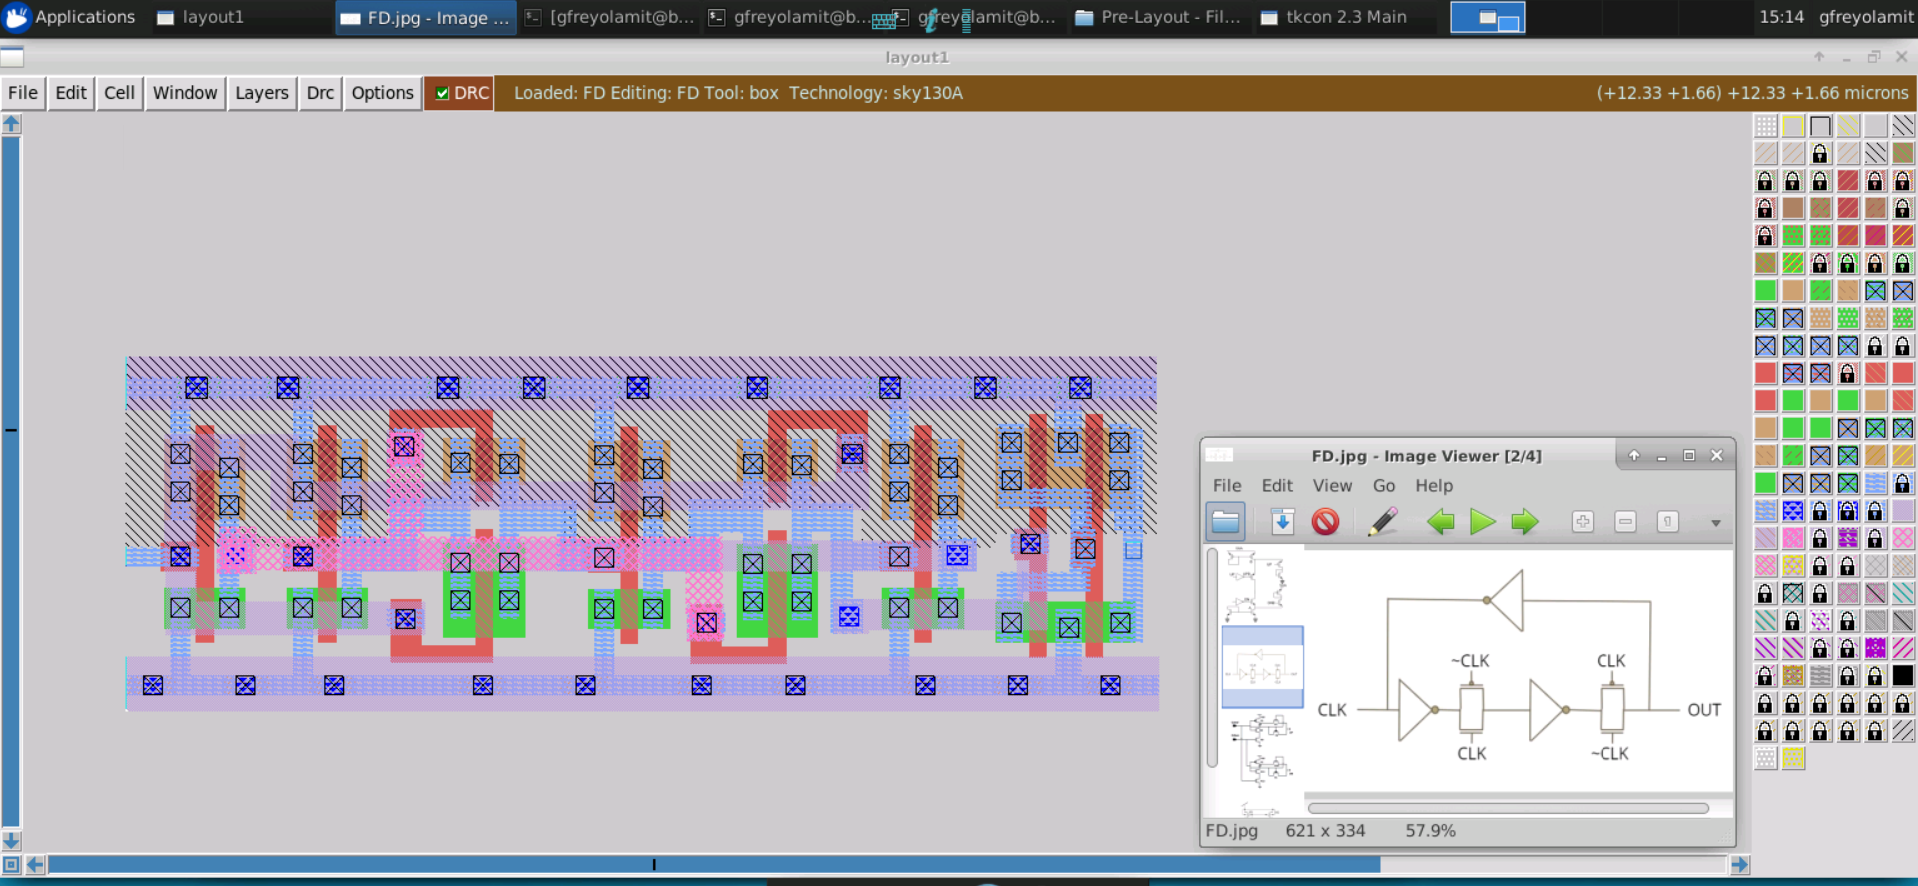 Applications
layout1
FD.jpg - Image ...
[gfreyolamit@b...
gfreyolamit@b...
gfreyolamit@b...
Pre-Layout - Fil...
tkcon 2.3 Main
15:14
gfreyolamit
layout1
File Edit Cell Window Layers Drc Options DRC Loaded: FD Editing: FD Tool: box Technology: sky130A (+12.33 +1.66) +12.33 +1.66 microns
FD.jpg - Image Viewer [2/4]
File Edit View Go Help
~CLK CLK
CLK OUT
CLK ~CLK
FD.jpg 621 x 334 57.9%